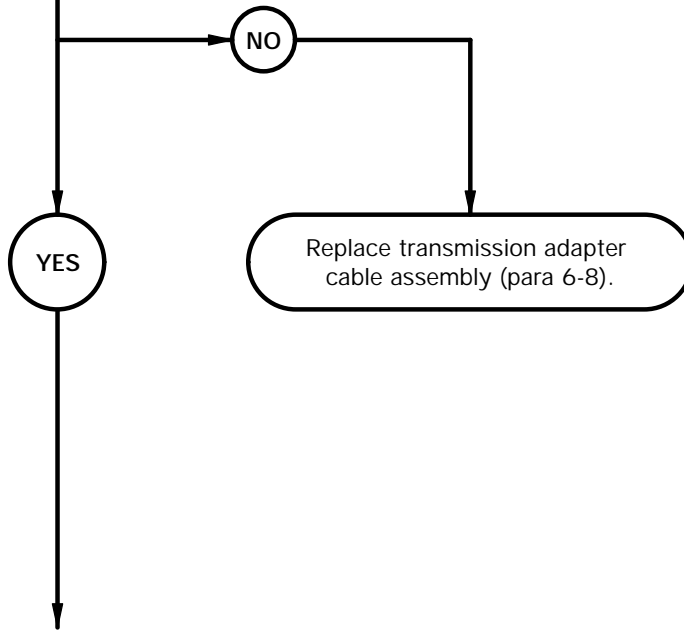 NO
YES
Replace transmission adapter
cable assembly (para 6-8).